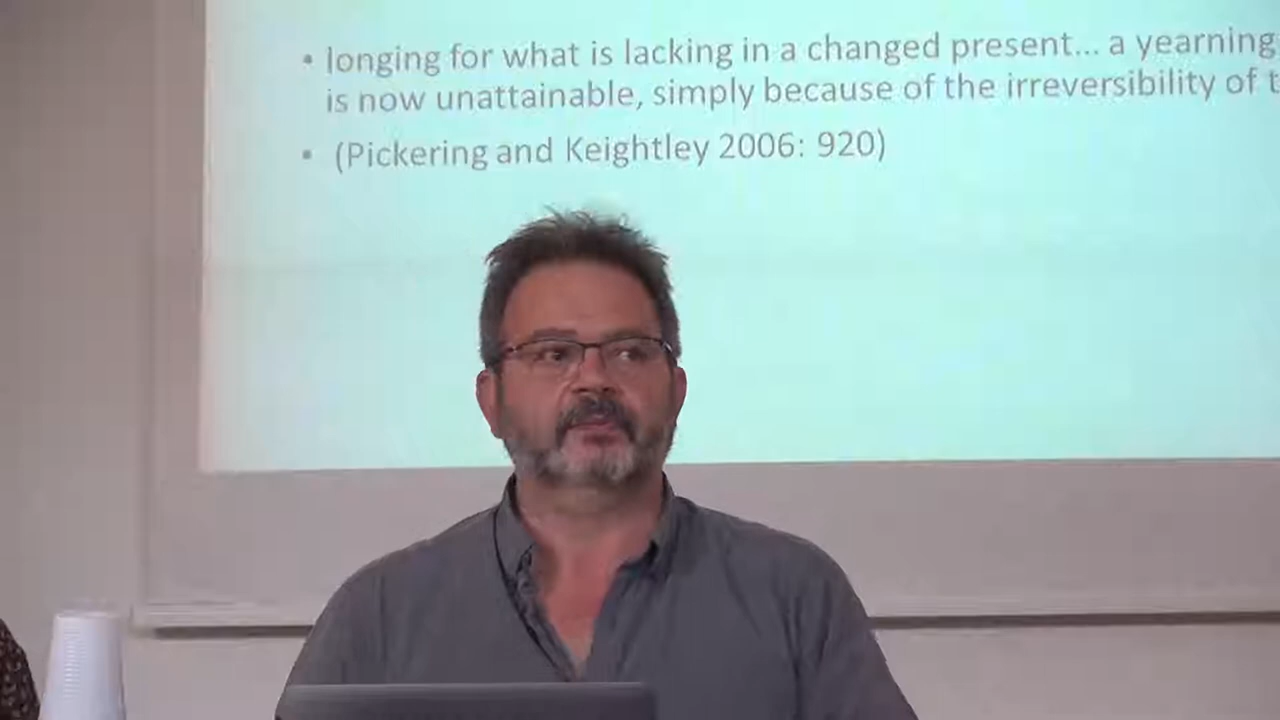 • longing for what is lacking in a changed present... a yearning
is now unattainable, simply because of the irreversibility of t
• (Pickering and Keightley 2006: 920)